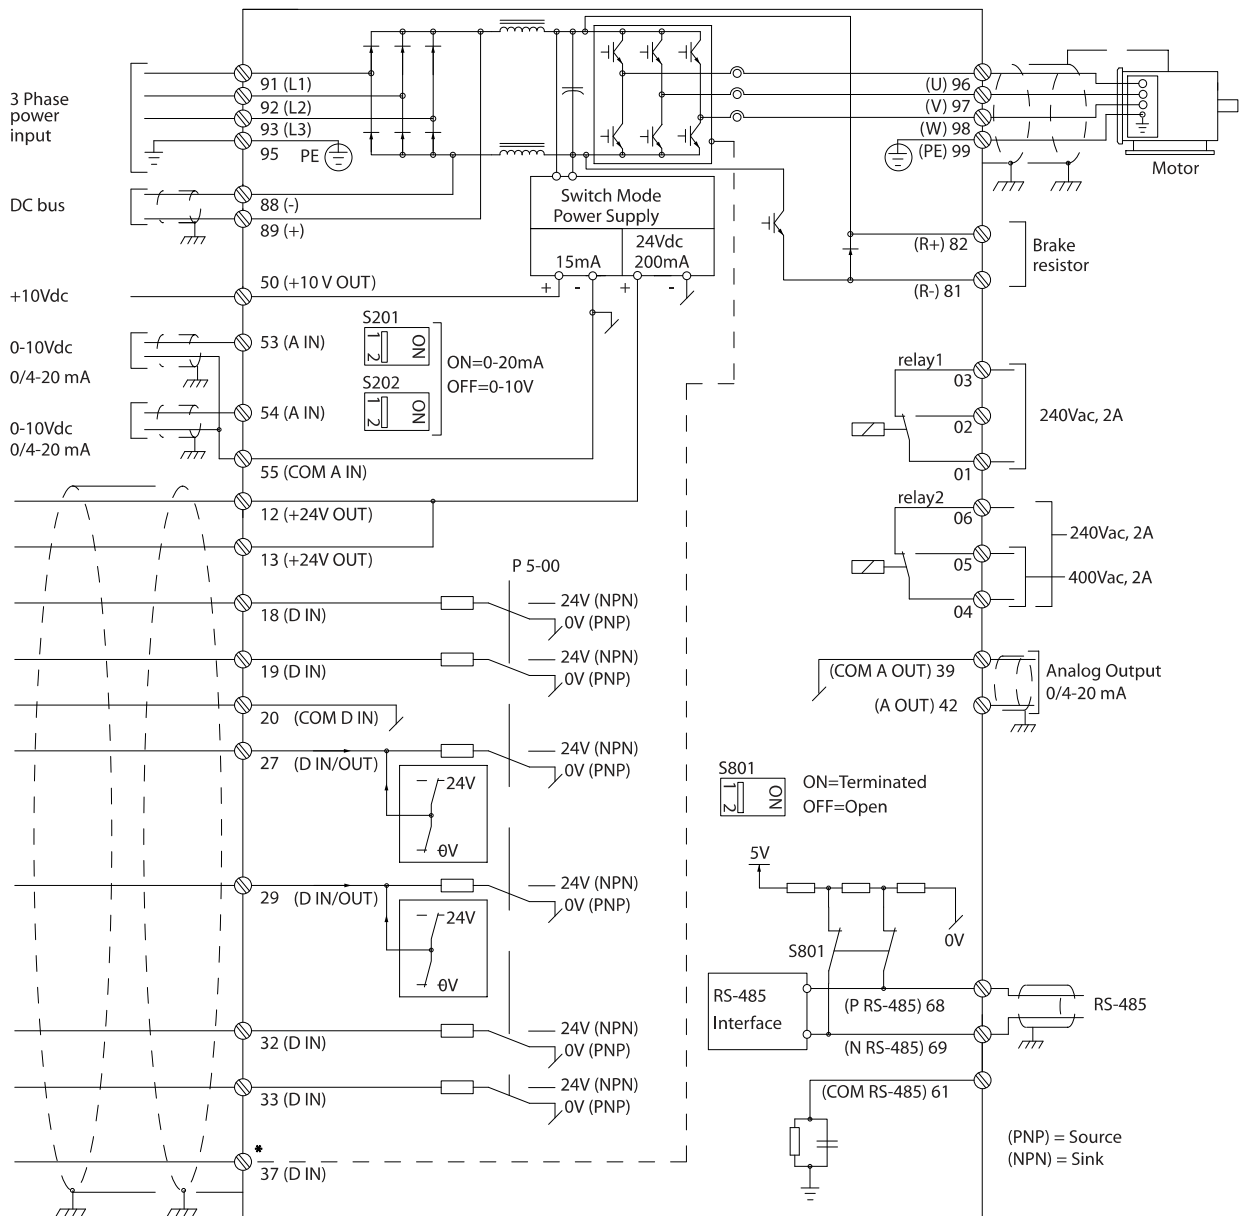 3 Phase
power
input
91 (L1)
92 (L2)
93 (L3)
95
PE
DC bus
88 (-)
89 (+)
+10Vdc
50 (+10 V OUT)
0-10Vdc
0/4-20 mA
53 (A IN)
0-10Vdc
0/4-20 mA
54 (A IN)
55 (COM A IN)
12 (+24V OUT)
13 (+24V OUT)
18 (D IN)
19 (D IN)
20 (COM D IN)
27 (D IN/OUT)
29 (D IN/OUT)
32 (D IN)
33 (D IN)
*
37 (D IN)
Switch Mode
Power Supply
15mA
24Vdc
200mA
+ - + -
S201
1 2 ON
S202
1 2 ON
ON=0-20mA
OFF=0-10V
P 5-00
24V (NPN)
0V (PNP)
24V (NPN)
0V (PNP)
24V (NPN)
0V (PNP)
24V
0V
24V (NPN)
0V (PNP)
24V
0V
24V (NPN)
0V (PNP)
24V (NPN)
0V (PNP)
(U) 96
(V) 97
(W) 98
(PE) 99
Motor
(R+) 82
(R-) 81
Brake
resistor
relay1
03
02
01
240Vac, 2A
relay2
06
05
04
240Vac, 2A
400Vac, 2A
(COM A OUT) 39
(A OUT) 42
Analog Output
0/4-20 mA
S801
1 2 ON
ON=Terminated
OFF=Open
5V
0V
S801
RS-485
Interface
(P RS-485) 68
(N RS-485) 69
(COM RS-485) 61
RS-485
(PNP) = Source
(NPN) = Sink